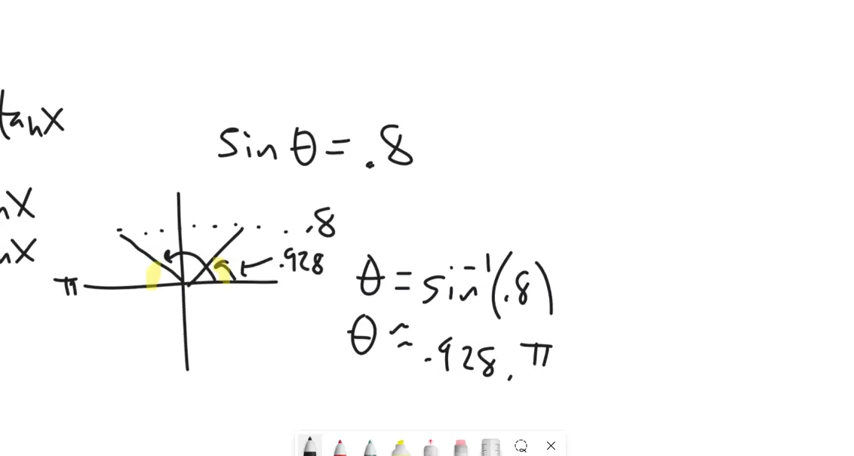 tanX
sin θ = .8
nX
nX
.8
.928
π
θ = sin⁻¹(.8)
θ ≈ .928, π